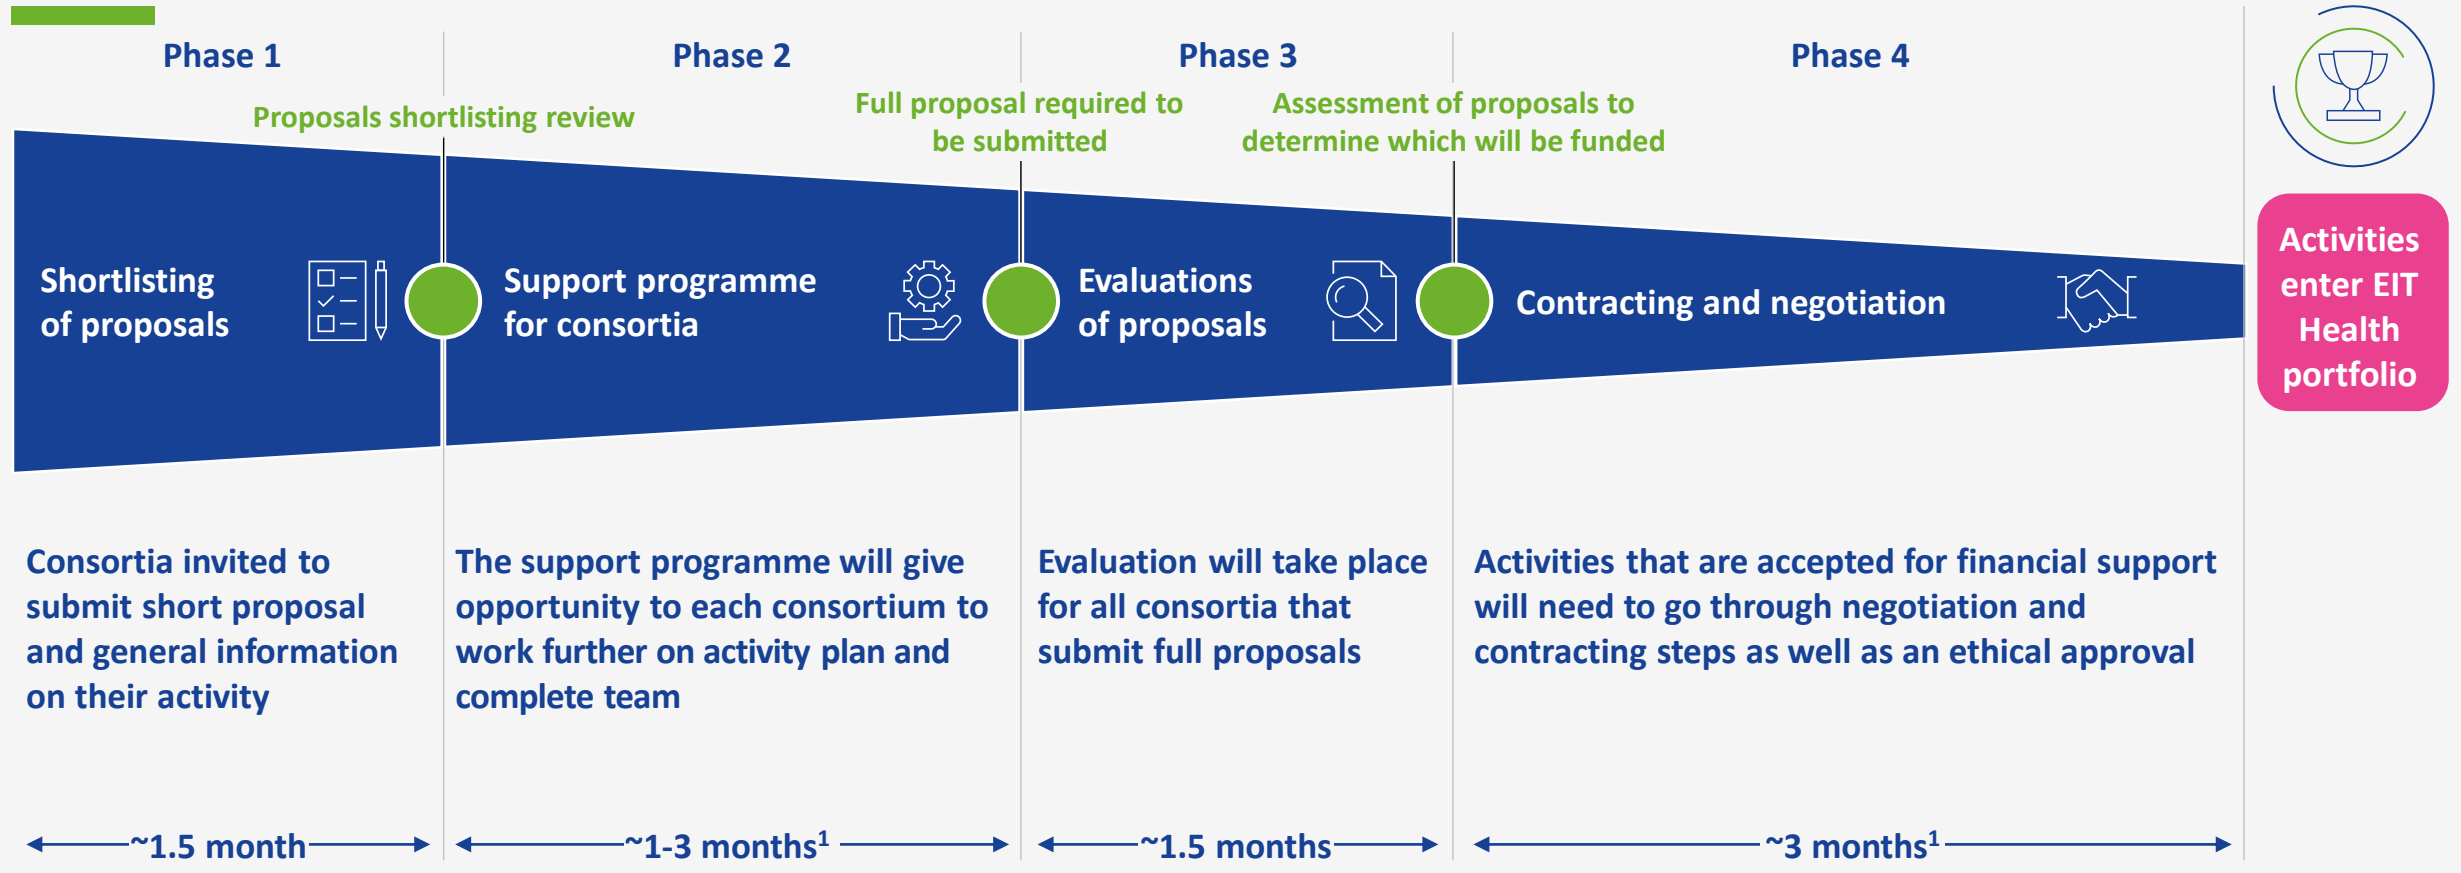 Phase 1
Phase 2
Phase 3
Phase 4
Proposals shortlisting review
Full proposal required to
be submitted
Assessment of proposals to
determine which will be funded
Shortlisting
of proposals
Support programme
for consortia
Evaluations
of proposals
Contracting and negotiation
Activities
enter EIT
Health
portfolio
Consortia invited to
submit short proposal
and general information
on their activity
The support programme will give
opportunity to each consortium to
work further on activity plan and
complete team
Evaluation will take place
for all consortia that
submit full proposals
Activities that are accepted for financial support
will need to go through negotiation and
contracting steps as well as an ethical approval
~1.5 month
~1-3 months¹
~1.5 months
~3 months¹